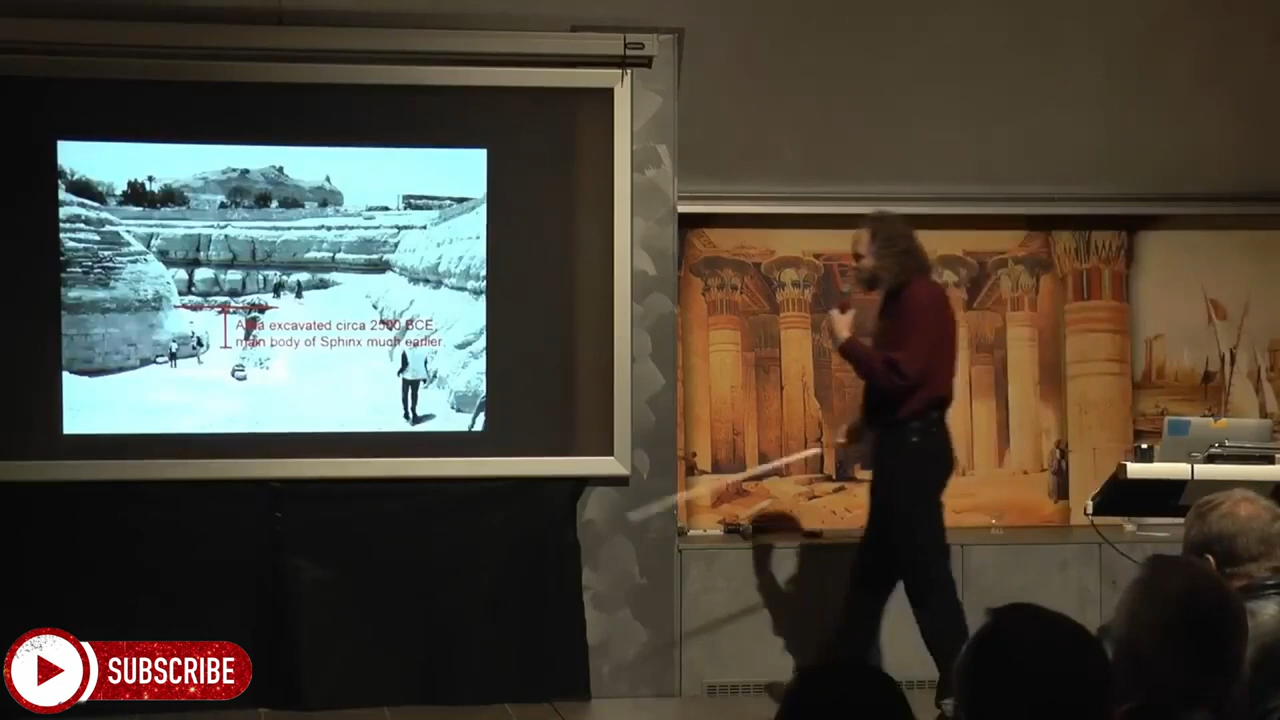 Area excavated circa 2500 BCE;
main body of Sphinx much earlier.
SUBSCRIBE